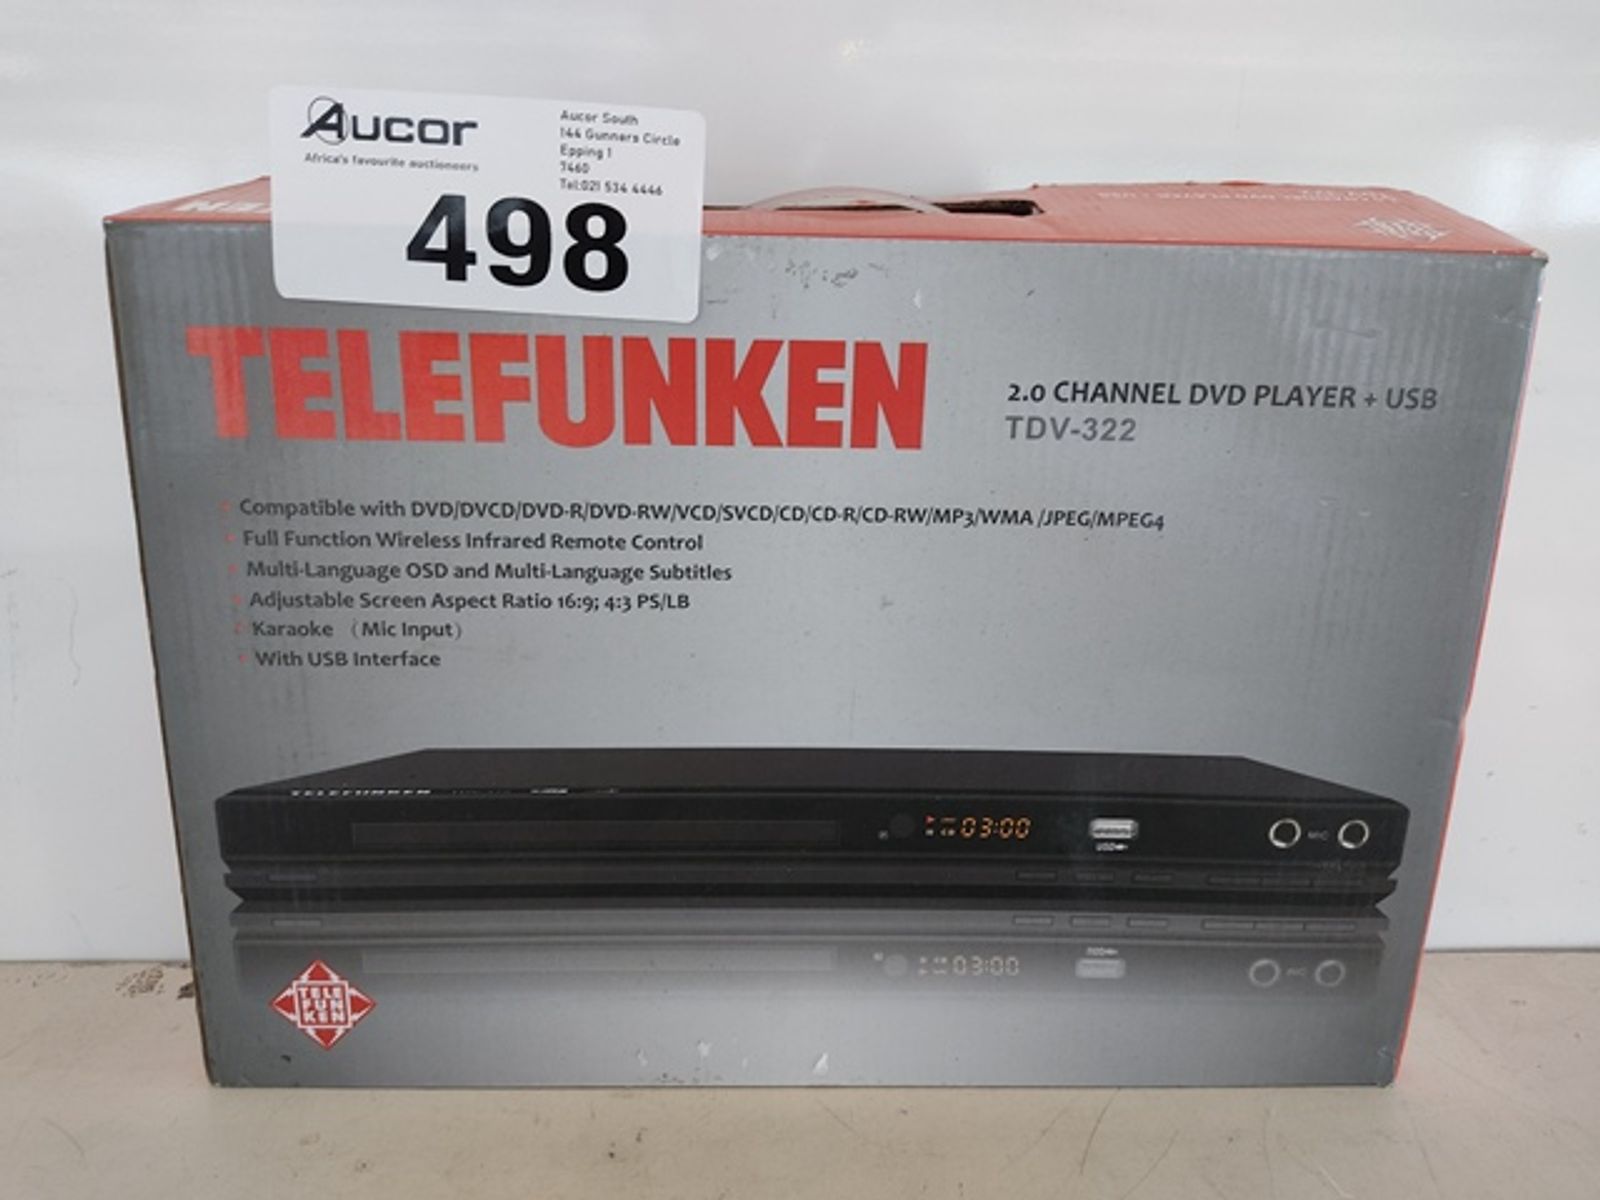 Aucor
Africa's favourite auctioneers
Aucor South
144 Gunners Circle
Epping 1
7460
Tel:021 534 4446
498
TELEFUNKEN
2.0 CHANNEL DVD PLAYER + USB
TDV-322
Compatible with DVD/DVCD/DVD-R/DVD-RW/VCD/SVCD/CD/CD-R/CD-RW/MP3/WMA /JPEG/MPEG4
Full Function Wireless Infrared Remote Control
Multi-Language OSD and Multi-Language Subtitles
Adjustable Screen Aspect Ratio 16:9; 4:3 PS/LB
Karaoke （Mic Input）
With USB Interface
TELEFUNKEN
03:00
USB
MIC
03:00
MIC
TELE
FUN
KEN